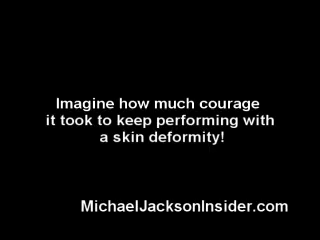 Imagine how much courage
it took to keep performing with
a skin deformity!
MichaelJacksonInsider.com